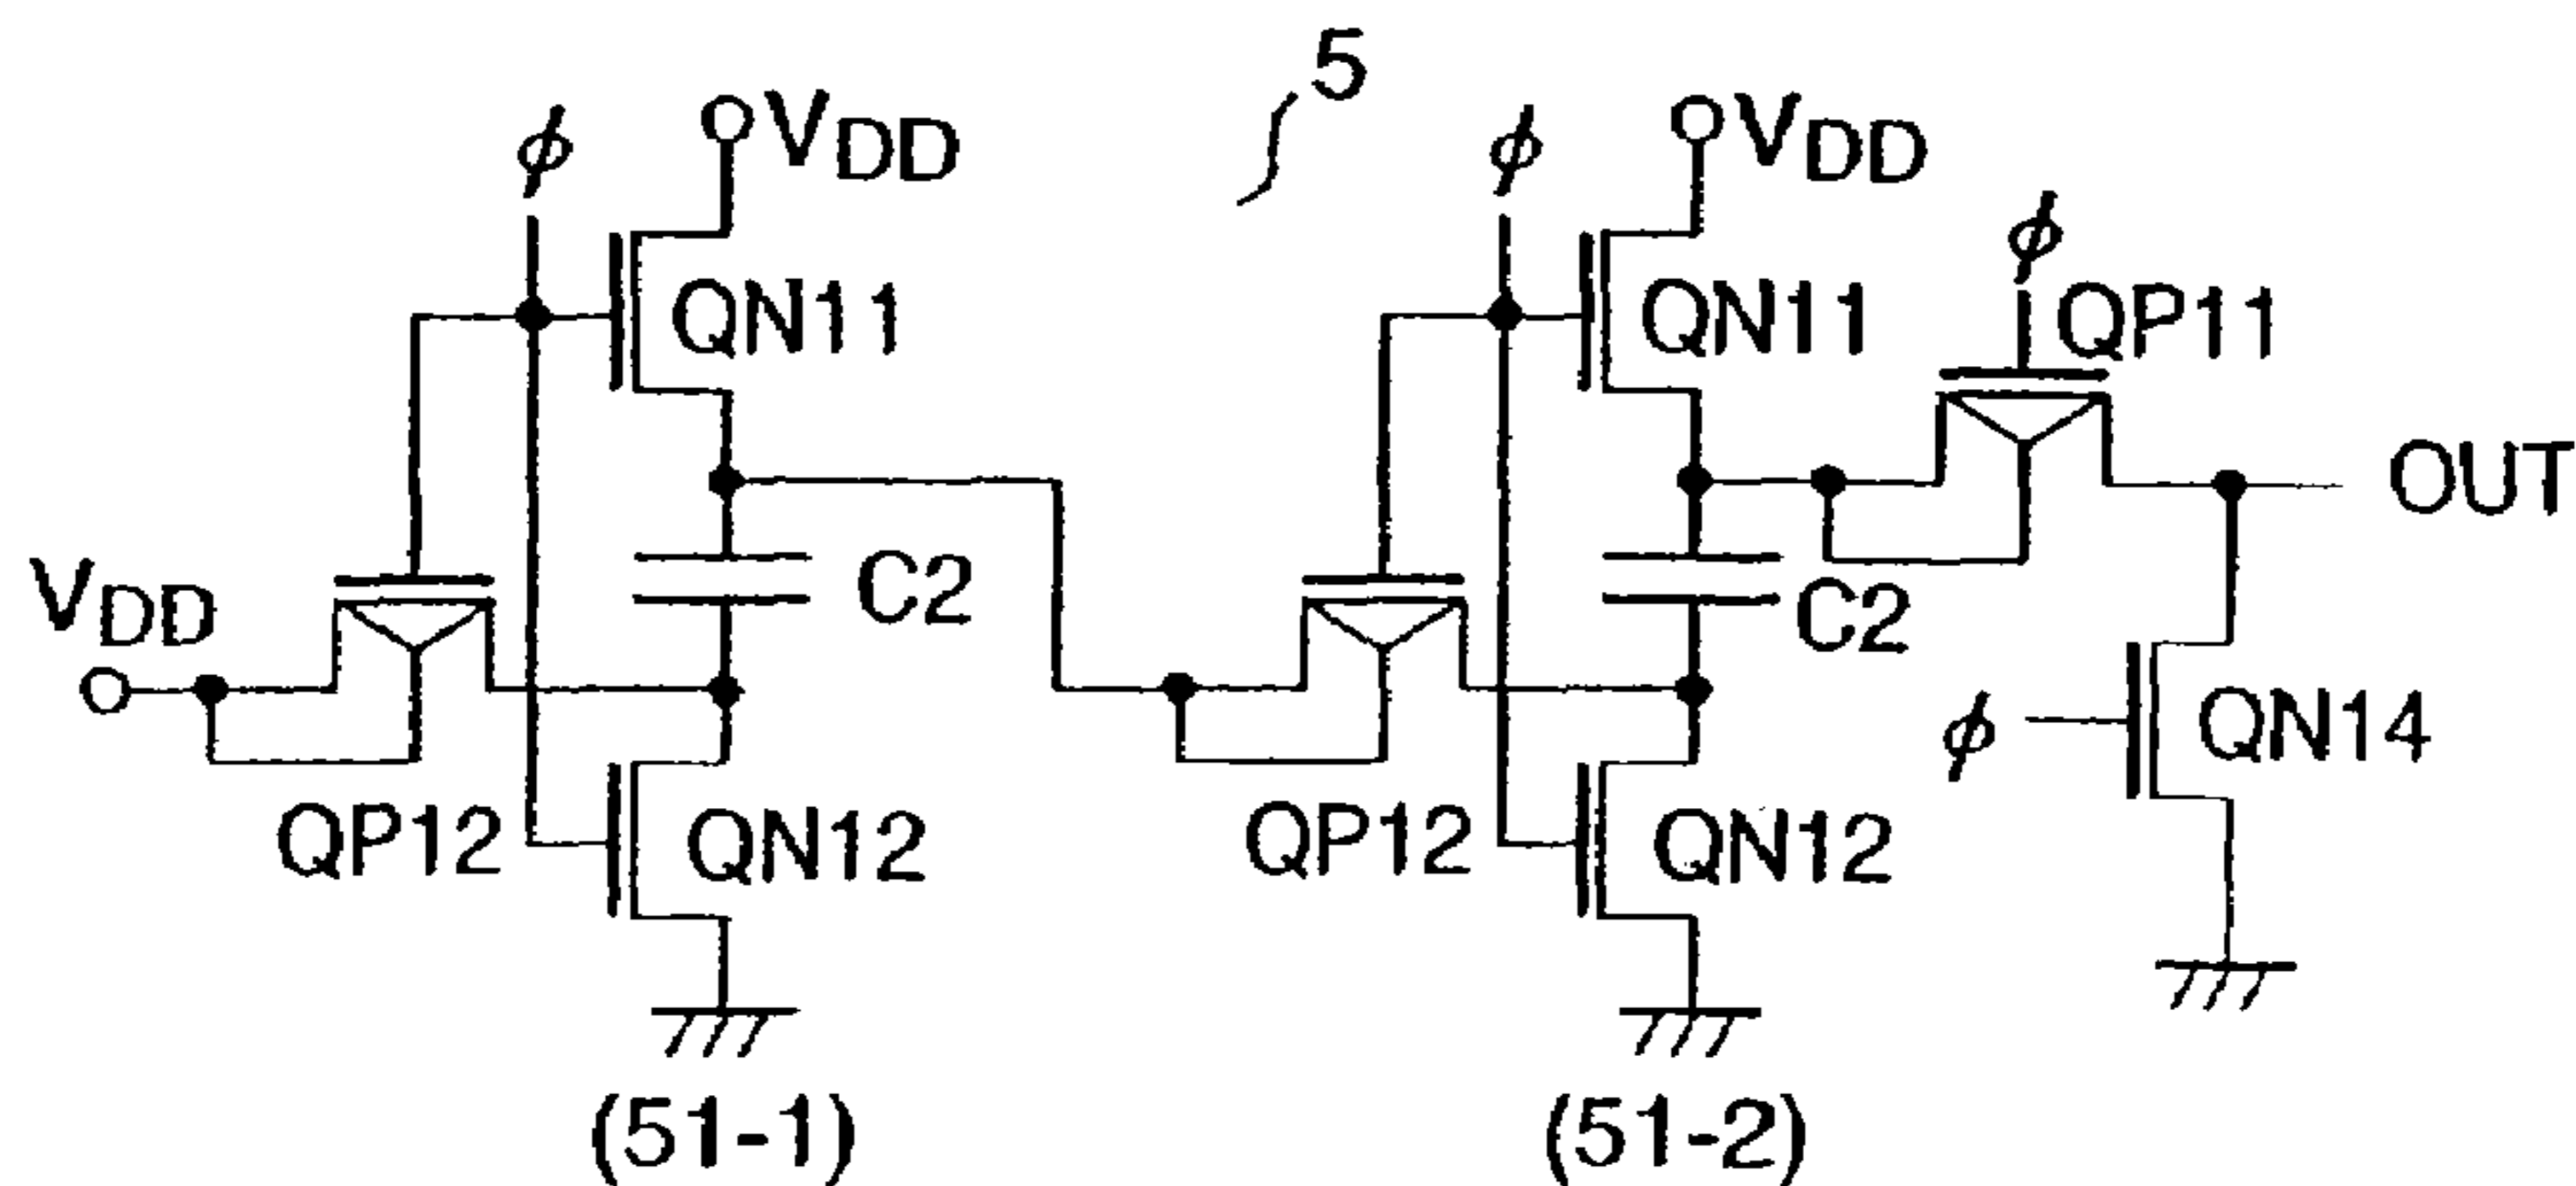 5
ϕ
VDD
ϕ
VDD
ϕ
QN11
QN11
QP11
OUT
C2
C2
VDD
ϕ
QN14
QP12
QN12
QP12
QN12
(51-1)
(51-2)